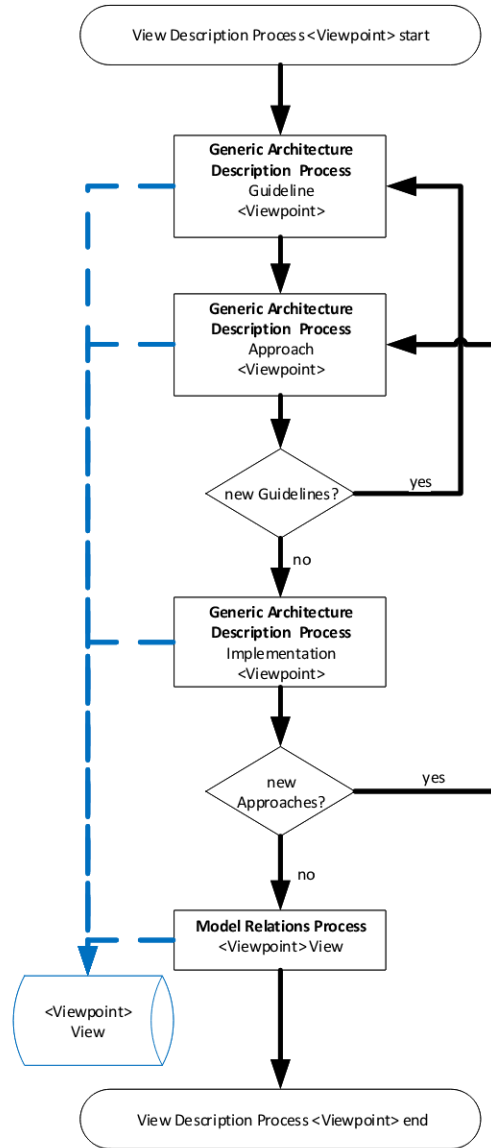 View Description Process <Viewpoint> start
Generic Architecture
Description Process
Guideline
<Viewpoint>
Generic Architecture
Description Process
Approach
<Viewpoint>
new Guidelines?
yes
no
Generic Architecture
Description Process
Implementation
<Viewpoint>
new
Approaches?
yes
no
Model Relations Process
<Viewpoint> View
<Viewpoint>
View
View Description Process <Viewpoint> end